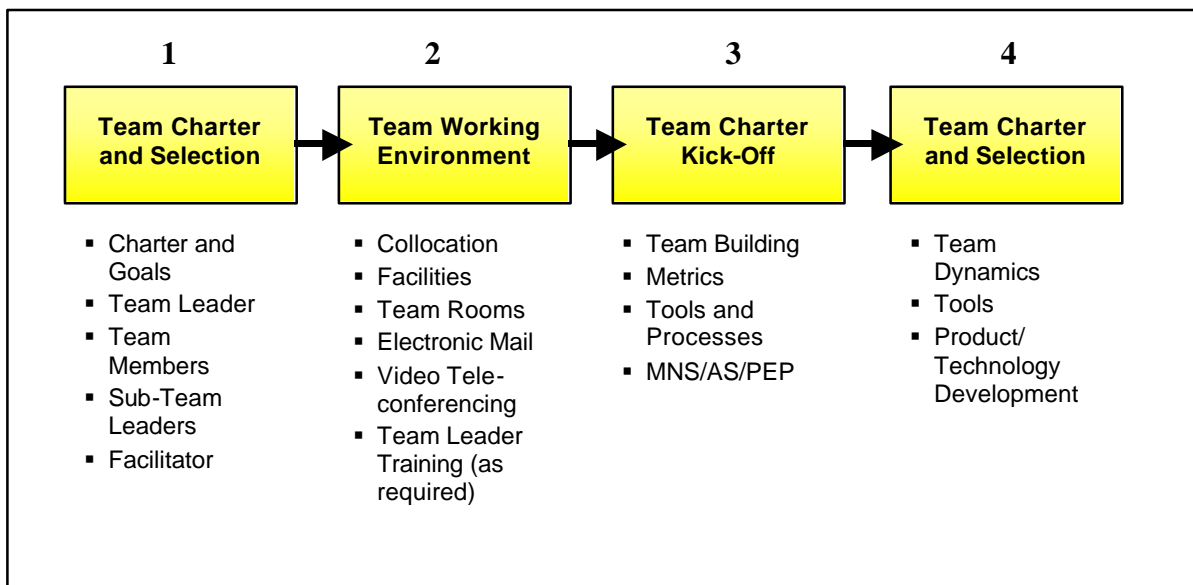 1
Team Charter
and Selection
▪ Charter and
Goals
▪ Team Leader
▪ Team
Members
▪ Sub-Team
Leaders
▪ Facilitator
2
Team Working
Environment
▪ Collocation
▪ Facilities
▪ Team Rooms
▪ Electronic Mail
▪ Video Tele-
conferencing
▪ Team Leader
Training (as
required)
3
Team Charter
Kick-Off
▪ Team Building
▪ Metrics
▪ Tools and
Processes
▪ MNS/AS/PEP
4
Team Charter
and Selection
▪ Team
Dynamics
▪ Tools
▪ Product/
Technology
Development